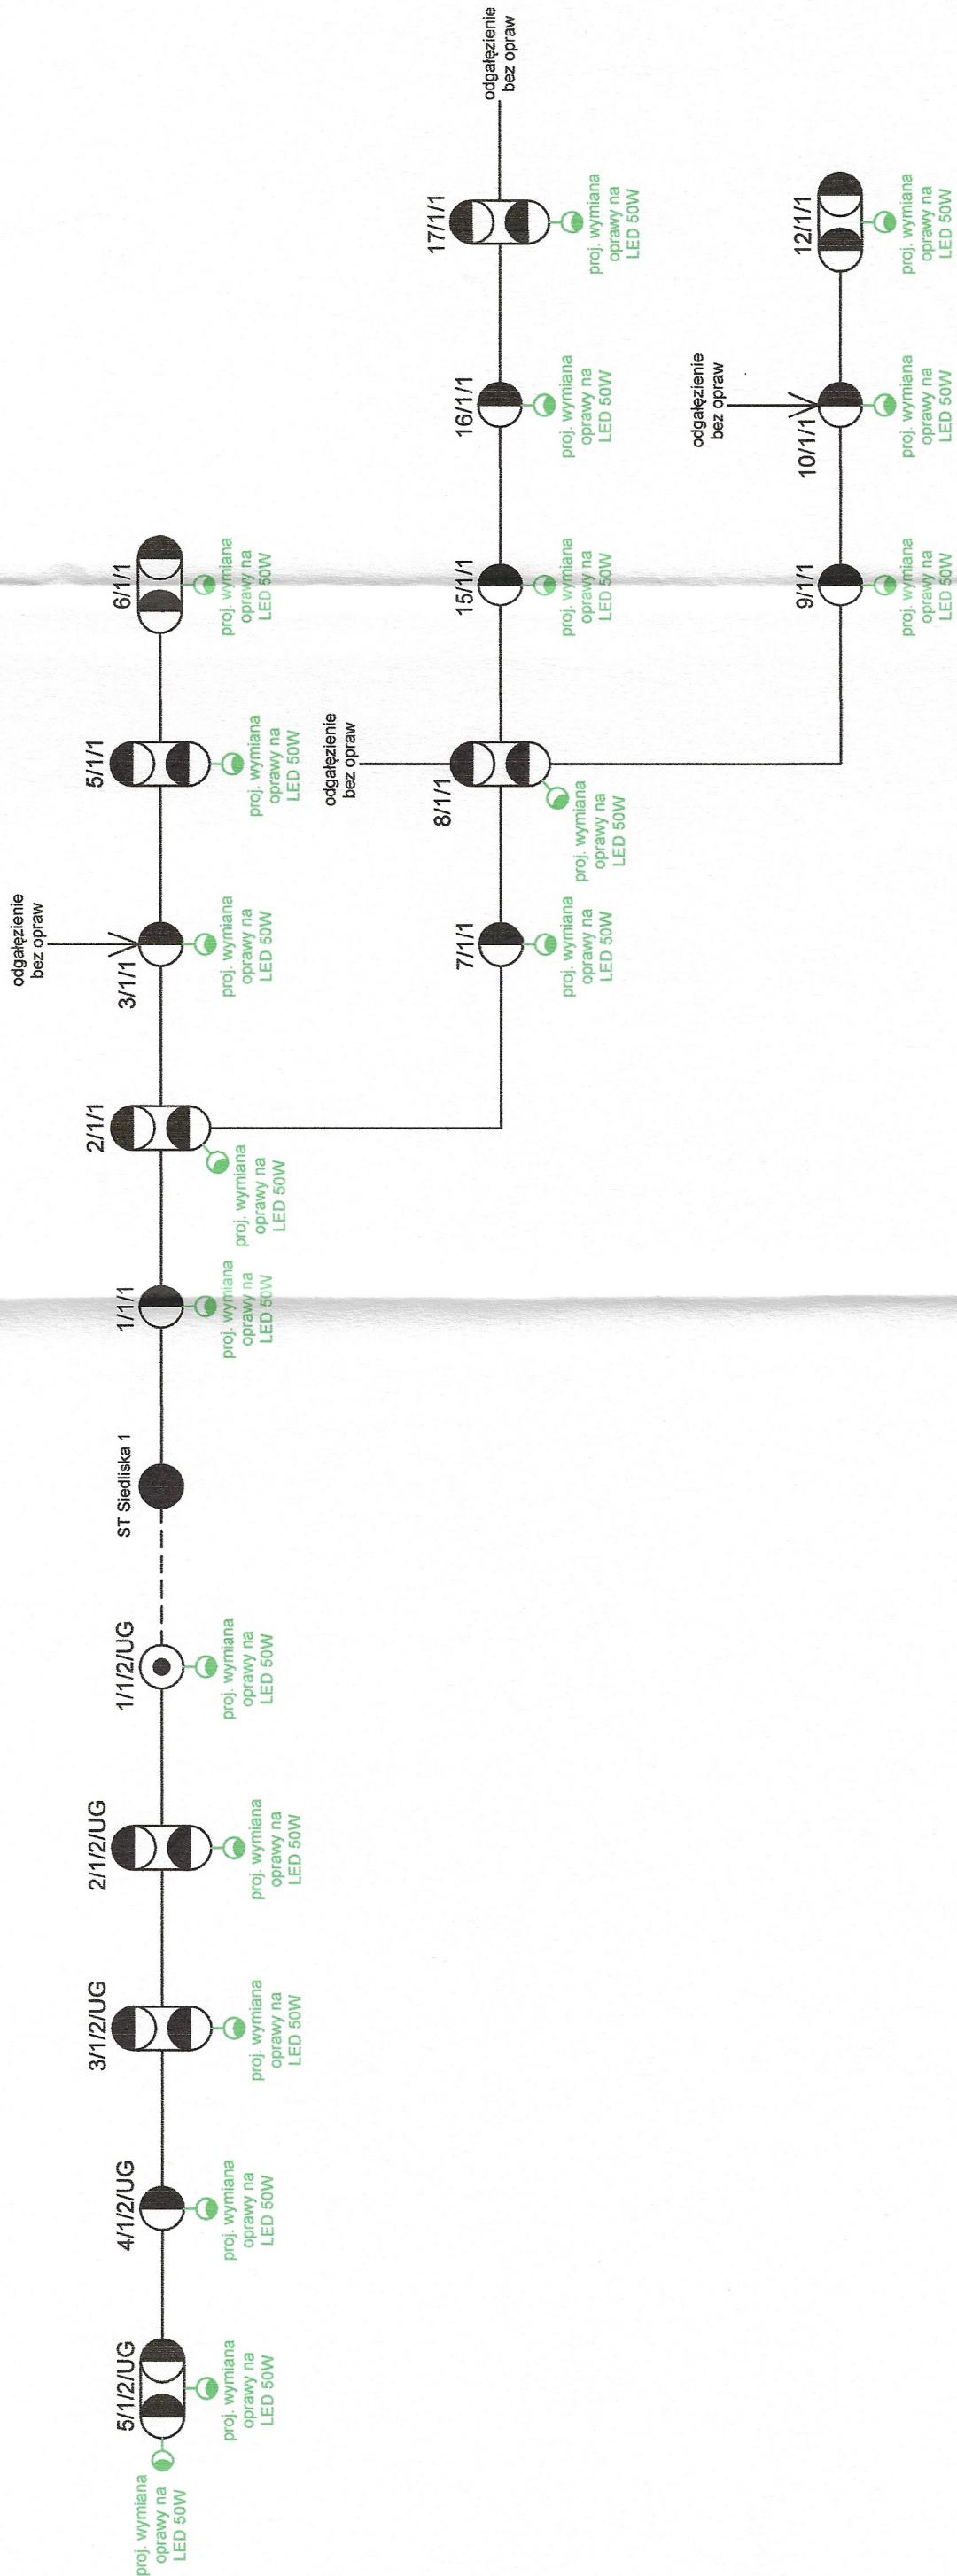 odgałęzienie
bez opraw
6/1/1
proj. wymiana
oprawy na
LED 50W
5/1/1
proj. wymiana
oprawy na
LED 50W
odgałęzienie
bez opraw
3/1/1
proj. wymiana
oprawy na
LED 50W
2/1/1
proj. wymiana
oprawy na
LED 50W
1/1/1
proj. wymiana
oprawy na
LED 50W
ST Siedliska 1
1/1/2/UG
proj. wymiana
oprawy na
LED 50W
2/1/2/UG
proj. wymiana
oprawy na
LED 50W
3/1/2/UG
proj. wymiana
oprawy na
LED 50W
4/1/2/UG
proj. wymiana
oprawy na
LED 50W
5/1/2/UG
proj. wymiana
oprawy na
LED 50W
proj. wymiana
oprawy na
LED 50W
17/1/1
proj. wymiana
oprawy na
LED 50W
16/1/1
proj. wymiana
oprawy na
LED 50W
15/1/1
proj. wymiana
oprawy na
LED 50W
odgałęzienie
bez opraw
8/1/1
proj. wymiana
oprawy na
LED 50W
7/1/1
proj. wymiana
oprawy na
LED 50W
12/1/1
proj. wymiana
oprawy na
LED 50W
odgałęzienie
bez opraw
10/1/1
proj. wymiana
oprawy na
LED 50W
9/1/1
proj. wymiana
oprawy na
LED 50W